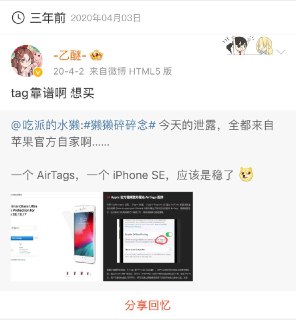 三年前 2020年04月03日
-乙醚-
20-4-2 来自微博 HTML5 版
tag靠谱啊 想买
@吃派的水獭:#獭獭碎碎念# 今天的泄露，全都来自
苹果官方自家啊......
一个 AirTags，一个 iPhone SE，应该是稳了
分享回忆